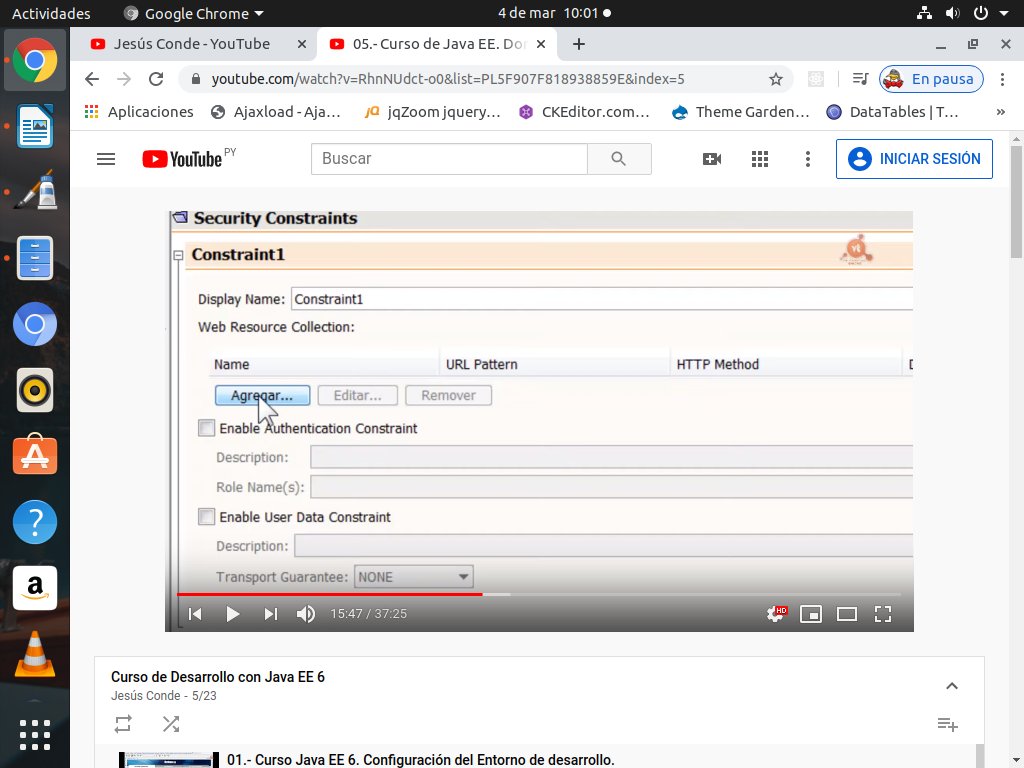 Actividades Google Chrome 4 de mar 10:01
Jesús Conde - YouTube 05.- Curso de Java EE. Dor
youtube.com/watch?v=RhnNUdct-o0&list=PL5F907F818938859E&index=5 En pausa
Aplicaciones Ajaxload - Aja... jqZoom jquery... CKEditor.com... Theme Garden... DataTables | T... »
YouTube PY Buscar INICIAR SESIÓN
Security Constraints
Constraint1
Display Name: Constraint1
Web Resource Collection:
Name URL Pattern HTTP Method
Agregar... Editar... Remover
Enable Authentication Constraint
Description:
Role Name(s):
Enable User Data Constraint
Description:
Transport Guarantee: NONE
15:47 / 37:25 HD
Curso de Desarrollo con Java EE 6
Jesús Conde - 5/23
01.- Curso Java EE 6. Configuración del Entorno de desarrollo.